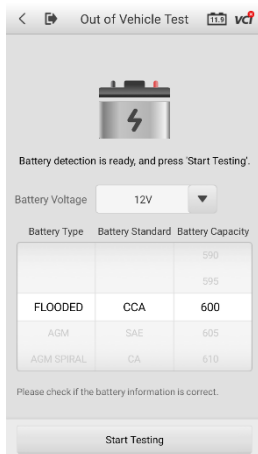 Out of Vehicle Test 11.9 VCI
Battery detection is ready, and press 'Start Testing'.
Battery Voltage 12V
Battery Type Battery Standard Battery Capacity
590
595
FLOODED CCA 600
AGM SAE 605
AGM SPIRAL CA 610
Please check if the battery information is correct.
Start Testing